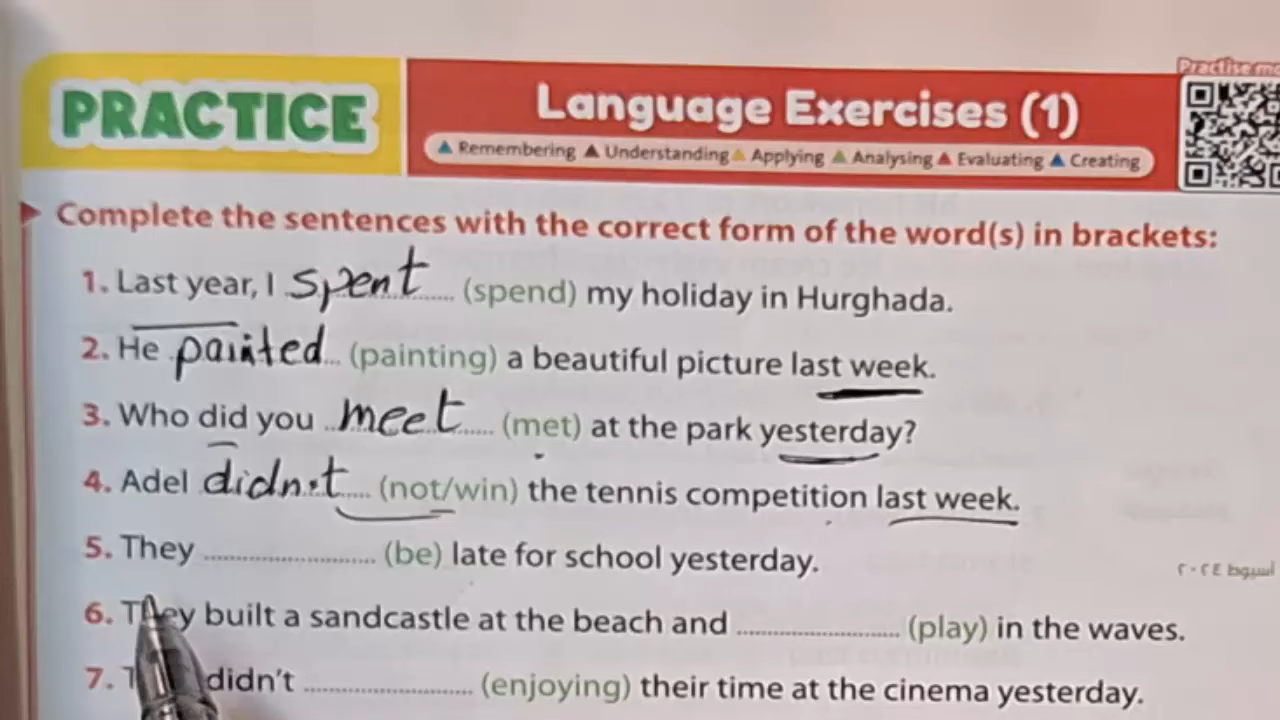 PRACTICE
Language Exercises (1)
Practise mo
Remembering Understanding Applying Analysing Evaluating Creating
Complete the sentences with the correct form of the word(s) in brackets:
1. Last year, I spent (spend) my holiday in Hurghada.
2. He painted (painting) a beautiful picture last week.
3. Who did you meet (met) at the park yesterday?
4. Adel didn't (not/win) the tennis competition last week.
5. They .......... (be) late for school yesterday.
أسيوط ٢٠٢٤
6. They built a sandcastle at the beach and .......... (play) in the waves.
7. T didn't .......... (enjoying) their time at the cinema yesterday.